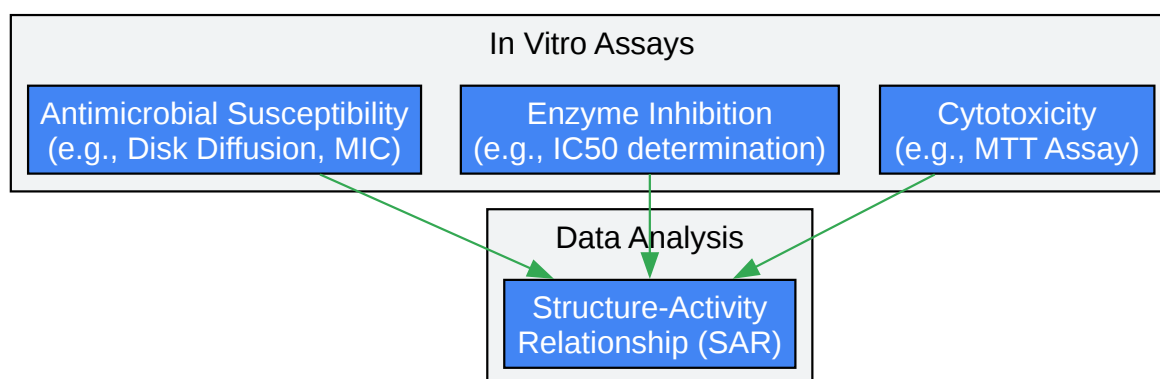 In Vitro Assays
Antimicrobial Susceptibility
(e.g., Disk Diffusion, MIC)
Enzyme Inhibition
(e.g., IC50 determination)
Cytotoxicity
(e.g., MTT Assay)
Data Analysis
Structure-Activity
Relationship (SAR)